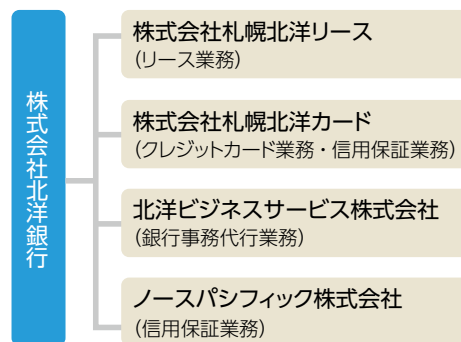 株式会社北洋銀行
株式会社札幌北洋リース
(リース業務)
株式会社札幌北洋カード
(クレジットカード業務・信用保証業務)
北洋ビジネスサービス株式会社
(銀行事務代行業務)
ノースパシフィック株式会社
(信用保証業務)